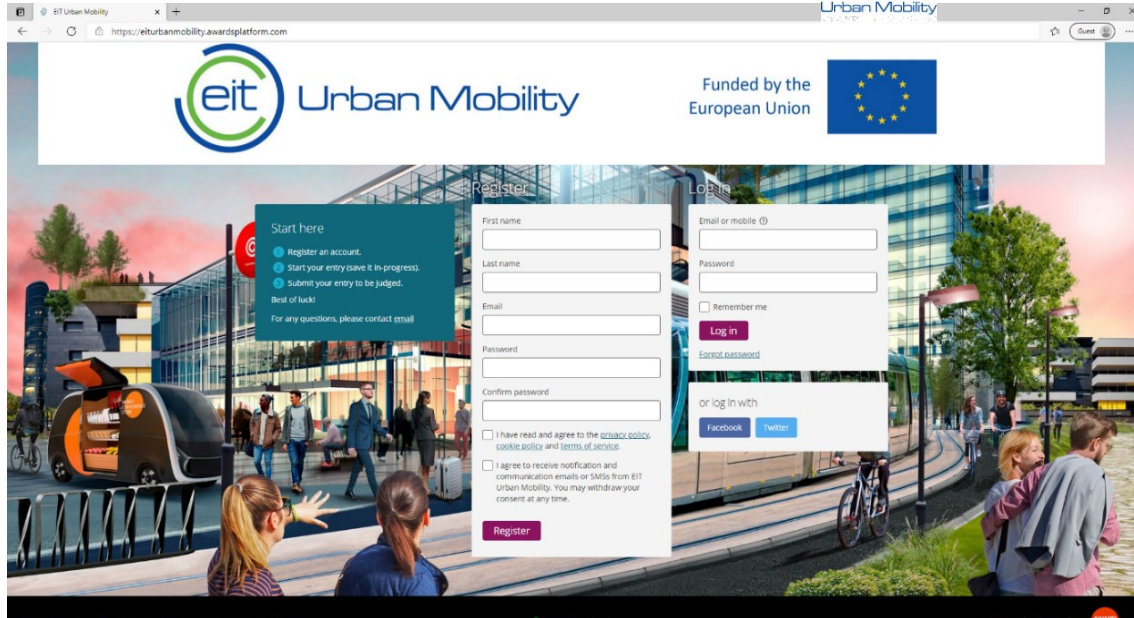 Urban Mobility
EIT Urban Mobility
https://eiturbanmobility.awardsplatform.com
Guest
eit Urban Mobility
Funded by the
European Union
Start here
1 Register an account.
2 Start your entry (save it in-progress).
3 Submit your entry to be judged.
Best of luck!
For any questions, please contact email
Register
First name
Last name
Email
Password
Confirm password
I have read and agree to the privacy policy,
cookie policy and terms of service.
I agree to receive notification and
communication emails or SMSs from EIT
Urban Mobility. You may withdraw your
consent at any time.
Register
Log in
Email or mobile
Password
Remember me
Log in
Forgot password
or log in with
Facebook
Twitter